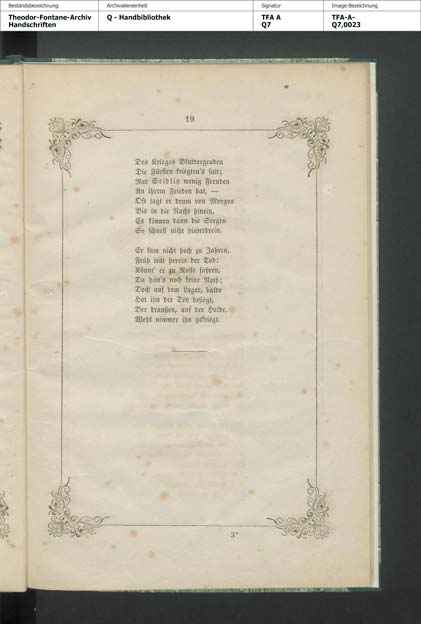 Bestandsbezeichnung
Archivalieneinheit
Signatur
Image-Bezeichnung
Theodor-Fontane-Archiv
Handschriften
Q - Handbibliothek
TFA A
Q7
TFA-A-
Q7,0023
19
Des Krieges Blutvergeuden
Die Fürsten kriegten's satt;
Nur Seidlitz wenig Freuden
An ihrem Frieden hat, —
Oft jagt er drum von Morgen
Bis in die Nacht hinein,
Es können dann die Sorgen
So schnell nicht hinterdrein.
Er kam nicht hoch zu Jahren,
Früh trat herein der Tod:
Könnt' er zu Rosse fahren,
Da hätt's noch keine Noth;
Doch auf dem Lager, balde
Hat ihn der Tod besiegt,
Der draußen, auf der Halde,
Wohl nimmer ihn gekriegt.
3*